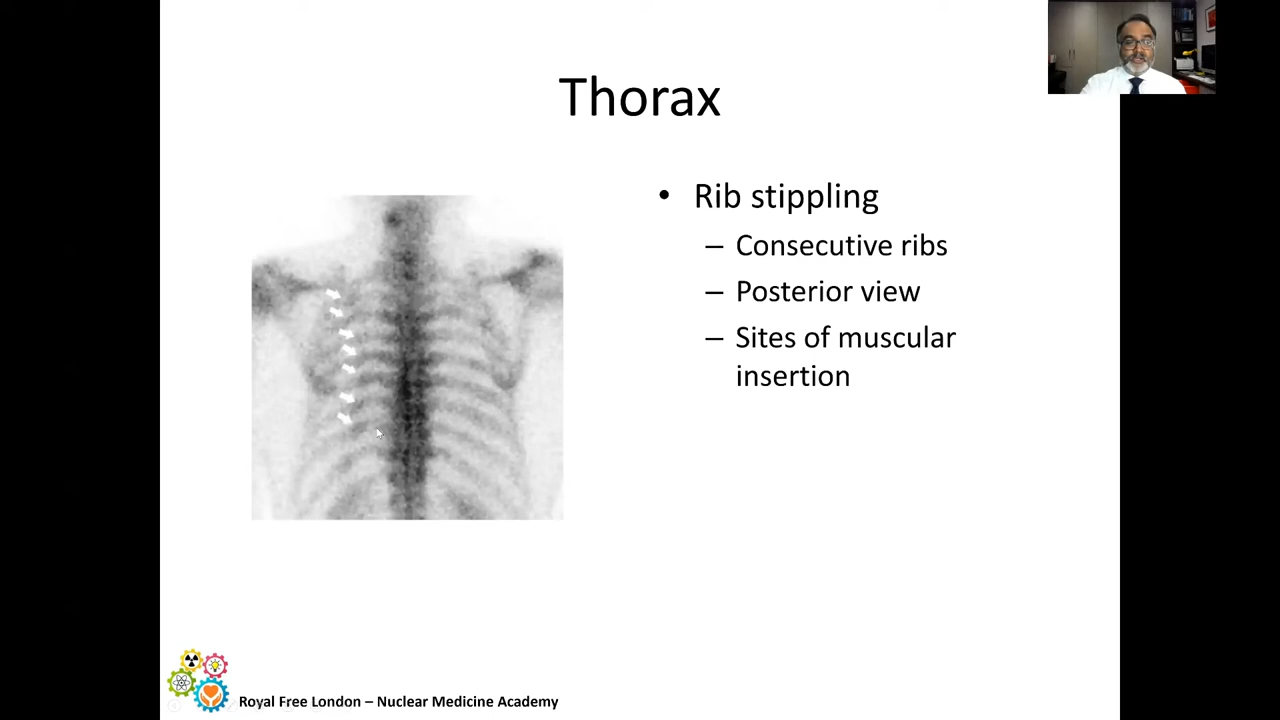 Thorax
• Rib stippling
– Consecutive ribs
– Posterior view
– Sites of muscular
insertion
Royal Free London – Nuclear Medicine Academy